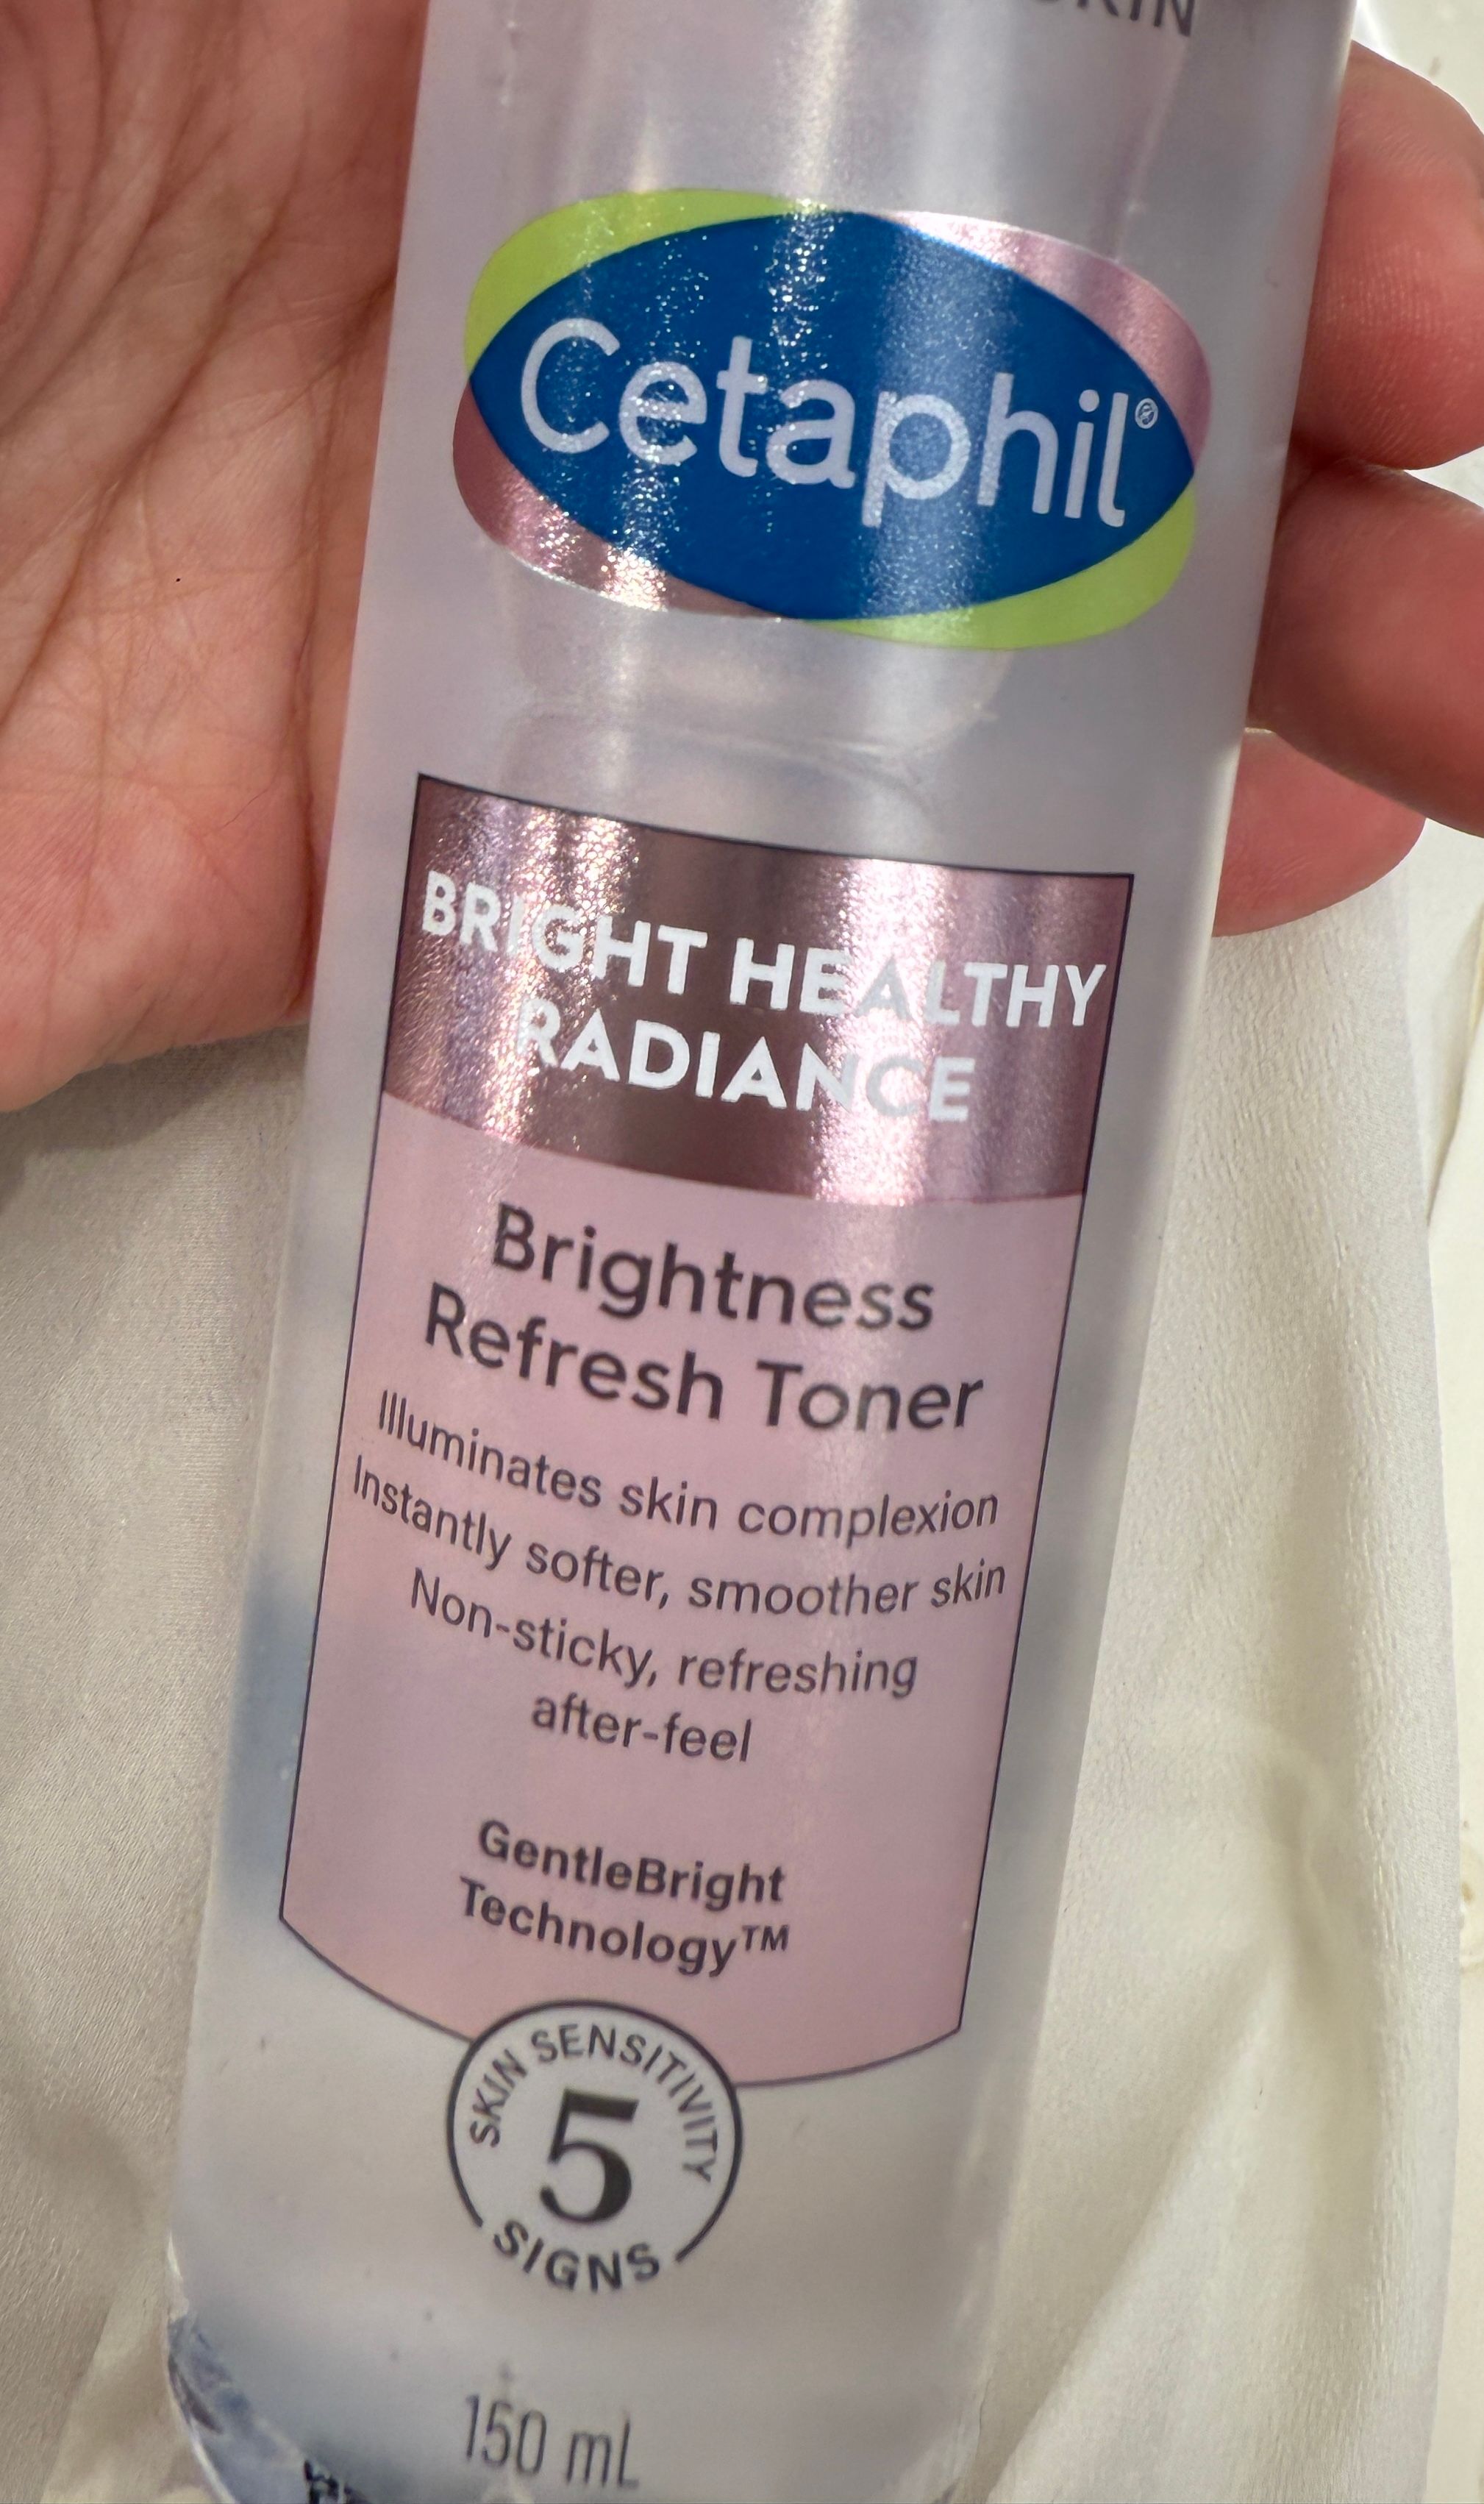 Cetaphil®
BRIGHT HEALTHY
RADIANCE
Brightness
Refresh Toner
Illuminates skin complexion
Instantly softer, smoother skin
Non-sticky, refreshing
after-feel
GentleBright
Technology™
SKIN SENSITIVITY
5
SIGNS
150 mL